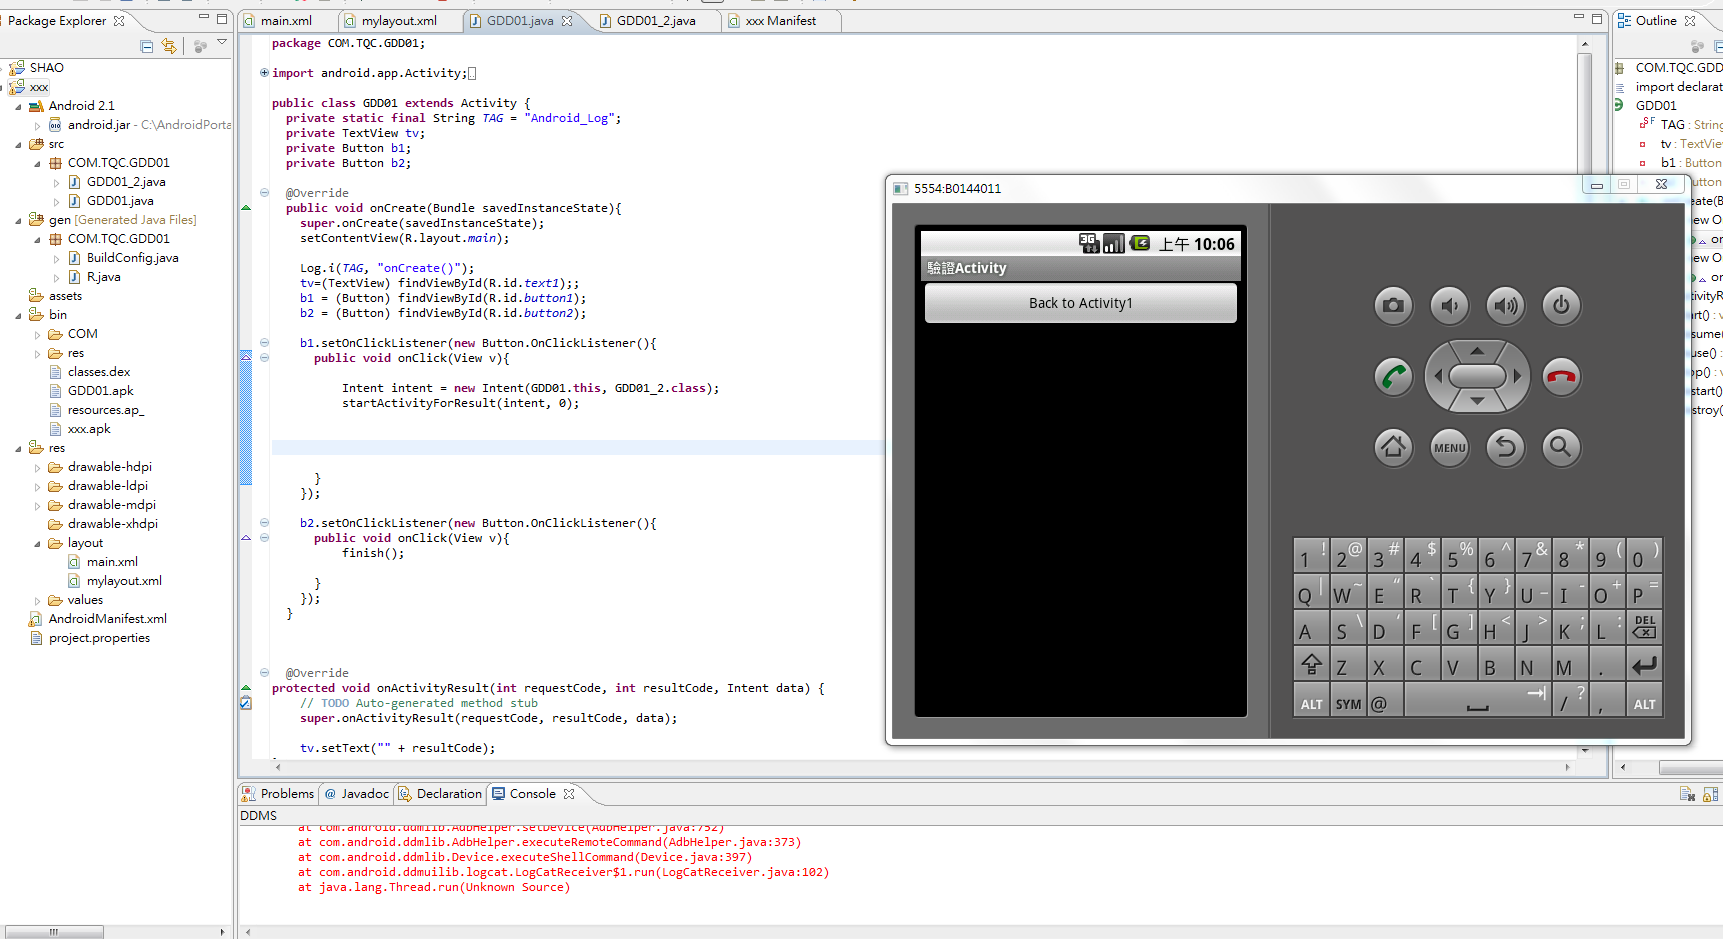 Package Explorer
SHAO
xxx
Android 2.1
android.jar - C:\AndroidPorta
src
COM.TQC.GDD01
GDD01_2.java
GDD01.java
gen [Generated Java Files]
COM.TQC.GDD01
BuildConfig.java
R.java
assets
bin
COM
res
classes.dex
GDD01.apk
resources.ap_
xxx.apk
res
drawable-hdpi
drawable-ldpi
drawable-mdpi
drawable-xhdpi
layout
main.xml
mylayout.xml
values
AndroidManifest.xml
project.properties
main.xml
mylayout.xml
GDD01.java
GDD01_2.java
xxx Manifest
package COM.TQC.GDD01;
import android.app.Activity;
public class GDD01 extends Activity {
private static final String TAG = "Android_Log";
private TextView tv;
private Button b1;
private Button b2;
@Override
public void onCreate(Bundle savedInstanceState){
super.onCreate(savedInstanceState);
setContentView(R.layout.main);
Log.i(TAG, "onCreate()");
tv=(TextView) findViewById(R.id.text1);;
b1 = (Button) findViewById(R.id.button1);
b2 = (Button) findViewById(R.id.button2);
b1.setOnClickListener(new Button.OnClickListener(){
public void onClick(View v){
Intent intent = new Intent(GDD01.this, GDD01_2.class);
startActivityForResult(intent, 0);
}
});
b2.setOnClickListener(new Button.OnClickListener(){
public void onClick(View v){
finish();
}
});
}
@Override
protected void onActivityResult(int requestCode, int resultCode, Intent data) {
// TODO Auto-generated method stub
super.onActivityResult(requestCode, resultCode, data);
tv.setText("" + resultCode);
5554:B0144011
3G 上午 10:06
驗證Activity
Back to Activity1
MENU
1 ! 2 @ 3 # 4 $ 5 % 6 ^ 7 & 8 * 9 ( 0 )
Q | W ~ E “ R ` T { Y } U _ I - O + P =
A S \ D ‘ F [ G ] H < J > K ; L : DEL
Z X C V B N M .
ALT SYM @ / ? , ALT
Outline
COM.TQC.GDD01
import declarat
GDD01
TAG : String
tv : TextVie
b1 : Button
utton
eate(B
ew O
or
ew O
or
tivityR
rt() : v
sume(
use() :
op() : v
start()
stroy(
Problems
Javadoc
Declaration
Console
DDMS
at com.android.ddmlib.AdbHelper.setDevice(AdbHelper.java:752)
at com.android.ddmlib.AdbHelper.executeRemoteCommand(AdbHelper.java:373)
at com.android.ddmlib.Device.executeShellCommand(Device.java:397)
at com.android.ddmuilib.logcat.LogCatReceiver$1.run(LogCatReceiver.java:102)
at java.lang.Thread.run(Unknown Source)